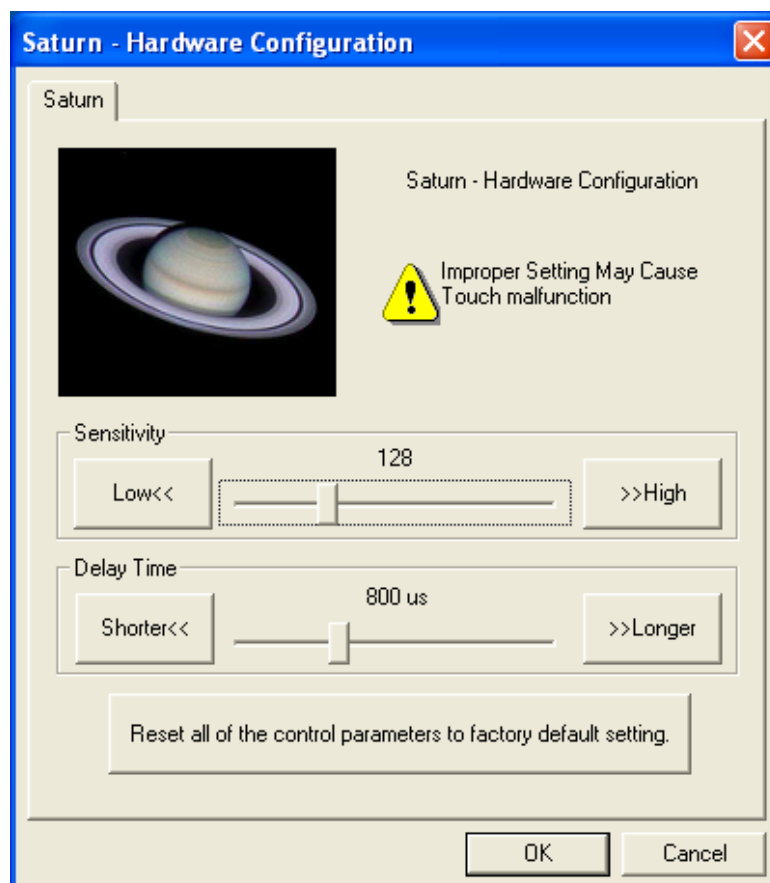 Saturn - Hardware Configuration
Saturn
Saturn - Hardware Configuration
Improper Setting May Cause
Touch malfunction
Sensitivity
128
Low<<
>>High
Delay Time
800 us
Shorter<<
>>Longer
Reset all of the control parameters to factory default setting.
OK
Cancel